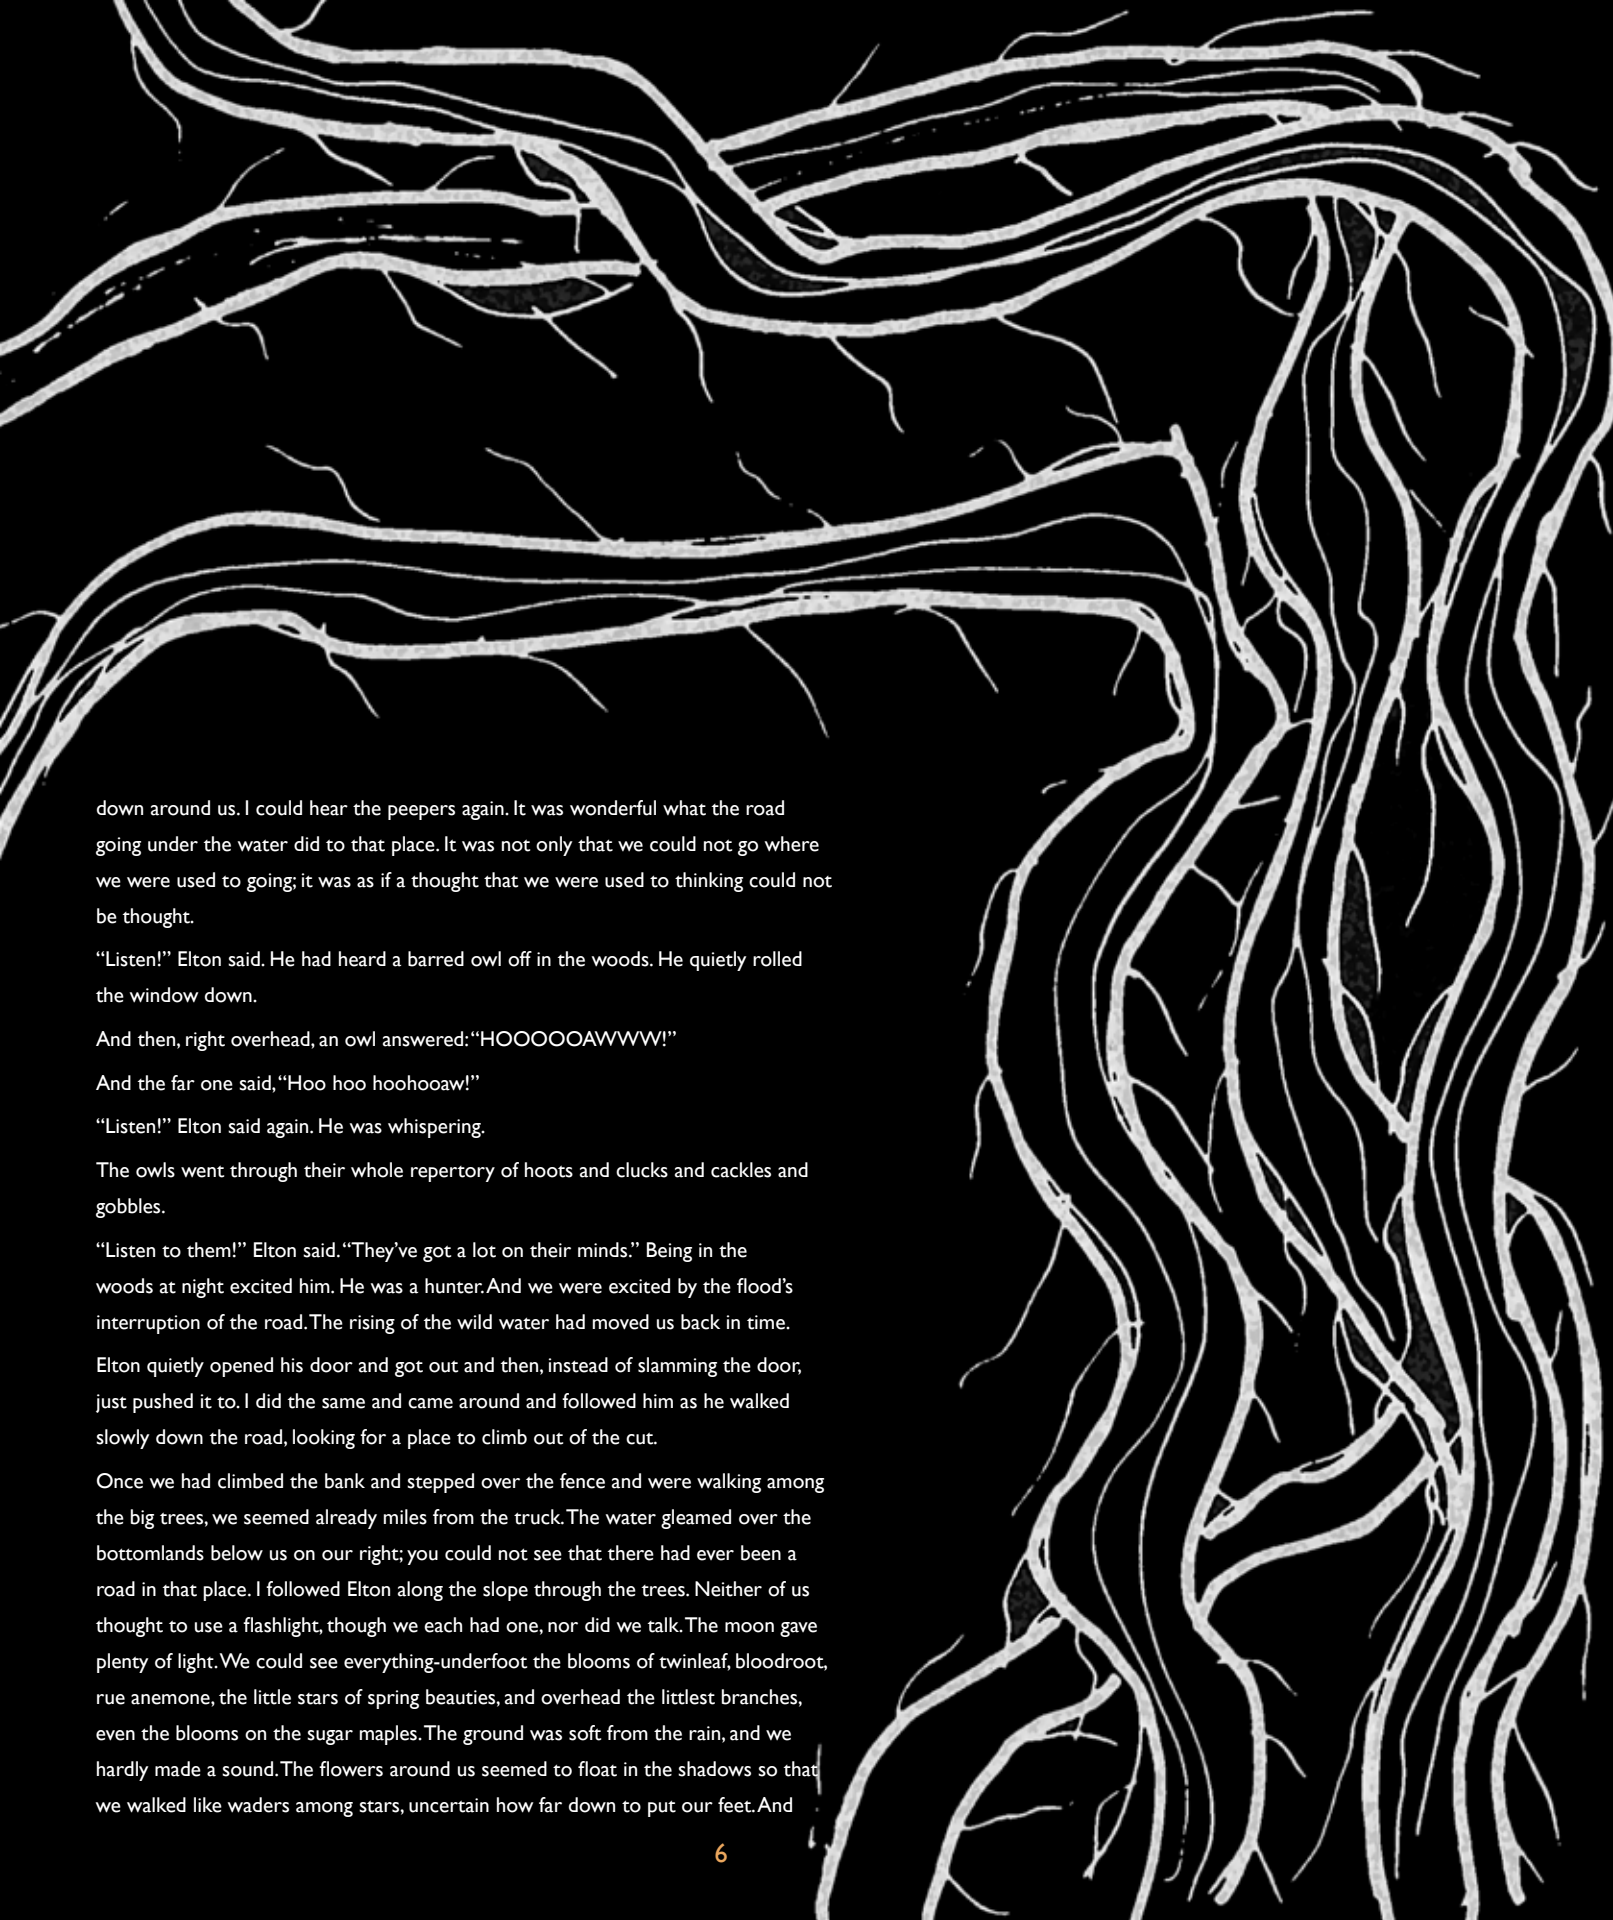 down around us. I could hear the peepers again. It was wonderful what the road
going under the water did to that place. It was not only that we could not go where
we were used to going; it was as if a thought that we were used to thinking could not
be thought.
“Listen!” Elton said. He had heard a barred owl off in the woods. He quietly rolled
the window down.
And then, right overhead, an owl answered: “HOOOOOAWWW!”
And the far one said, “Hoo hoo hoohooaw!”
“Listen!” Elton said again. He was whispering.
The owls went through their whole repertory of hoots and clucks and cackles and
gobbles.
“Listen to them!” Elton said. “They’ve got a lot on their minds.” Being in the
woods at night excited him. He was a hunter. And we were excited by the flood’s
interruption of the road. The rising of the wild water had moved us back in time.
Elton quietly opened his door and got out and then, instead of slamming the door,
just pushed it to. I did the same and came around and followed him as he walked
slowly down the road, looking for a place to climb out of the cut.
Once we had climbed the bank and stepped over the fence and were walking among
the big trees, we seemed already miles from the truck. The water gleamed over the
bottomlands below us on our right; you could not see that there had ever been a
road in that place. I followed Elton along the slope through the trees. Neither of us
thought to use a flashlight, though we each had one, nor did we talk. The moon gave
plenty of light. We could see everything-underfoot the blooms of twinleaf, bloodroot,
rue anemone, the little stars of spring beauties, and overhead the littlest branches,
even the blooms on the sugar maples. The ground was soft from the rain, and we
hardly made a sound. The flowers around us seemed to float in the shadows so that
we walked like waders among stars, uncertain how far down to put our feet. And
6